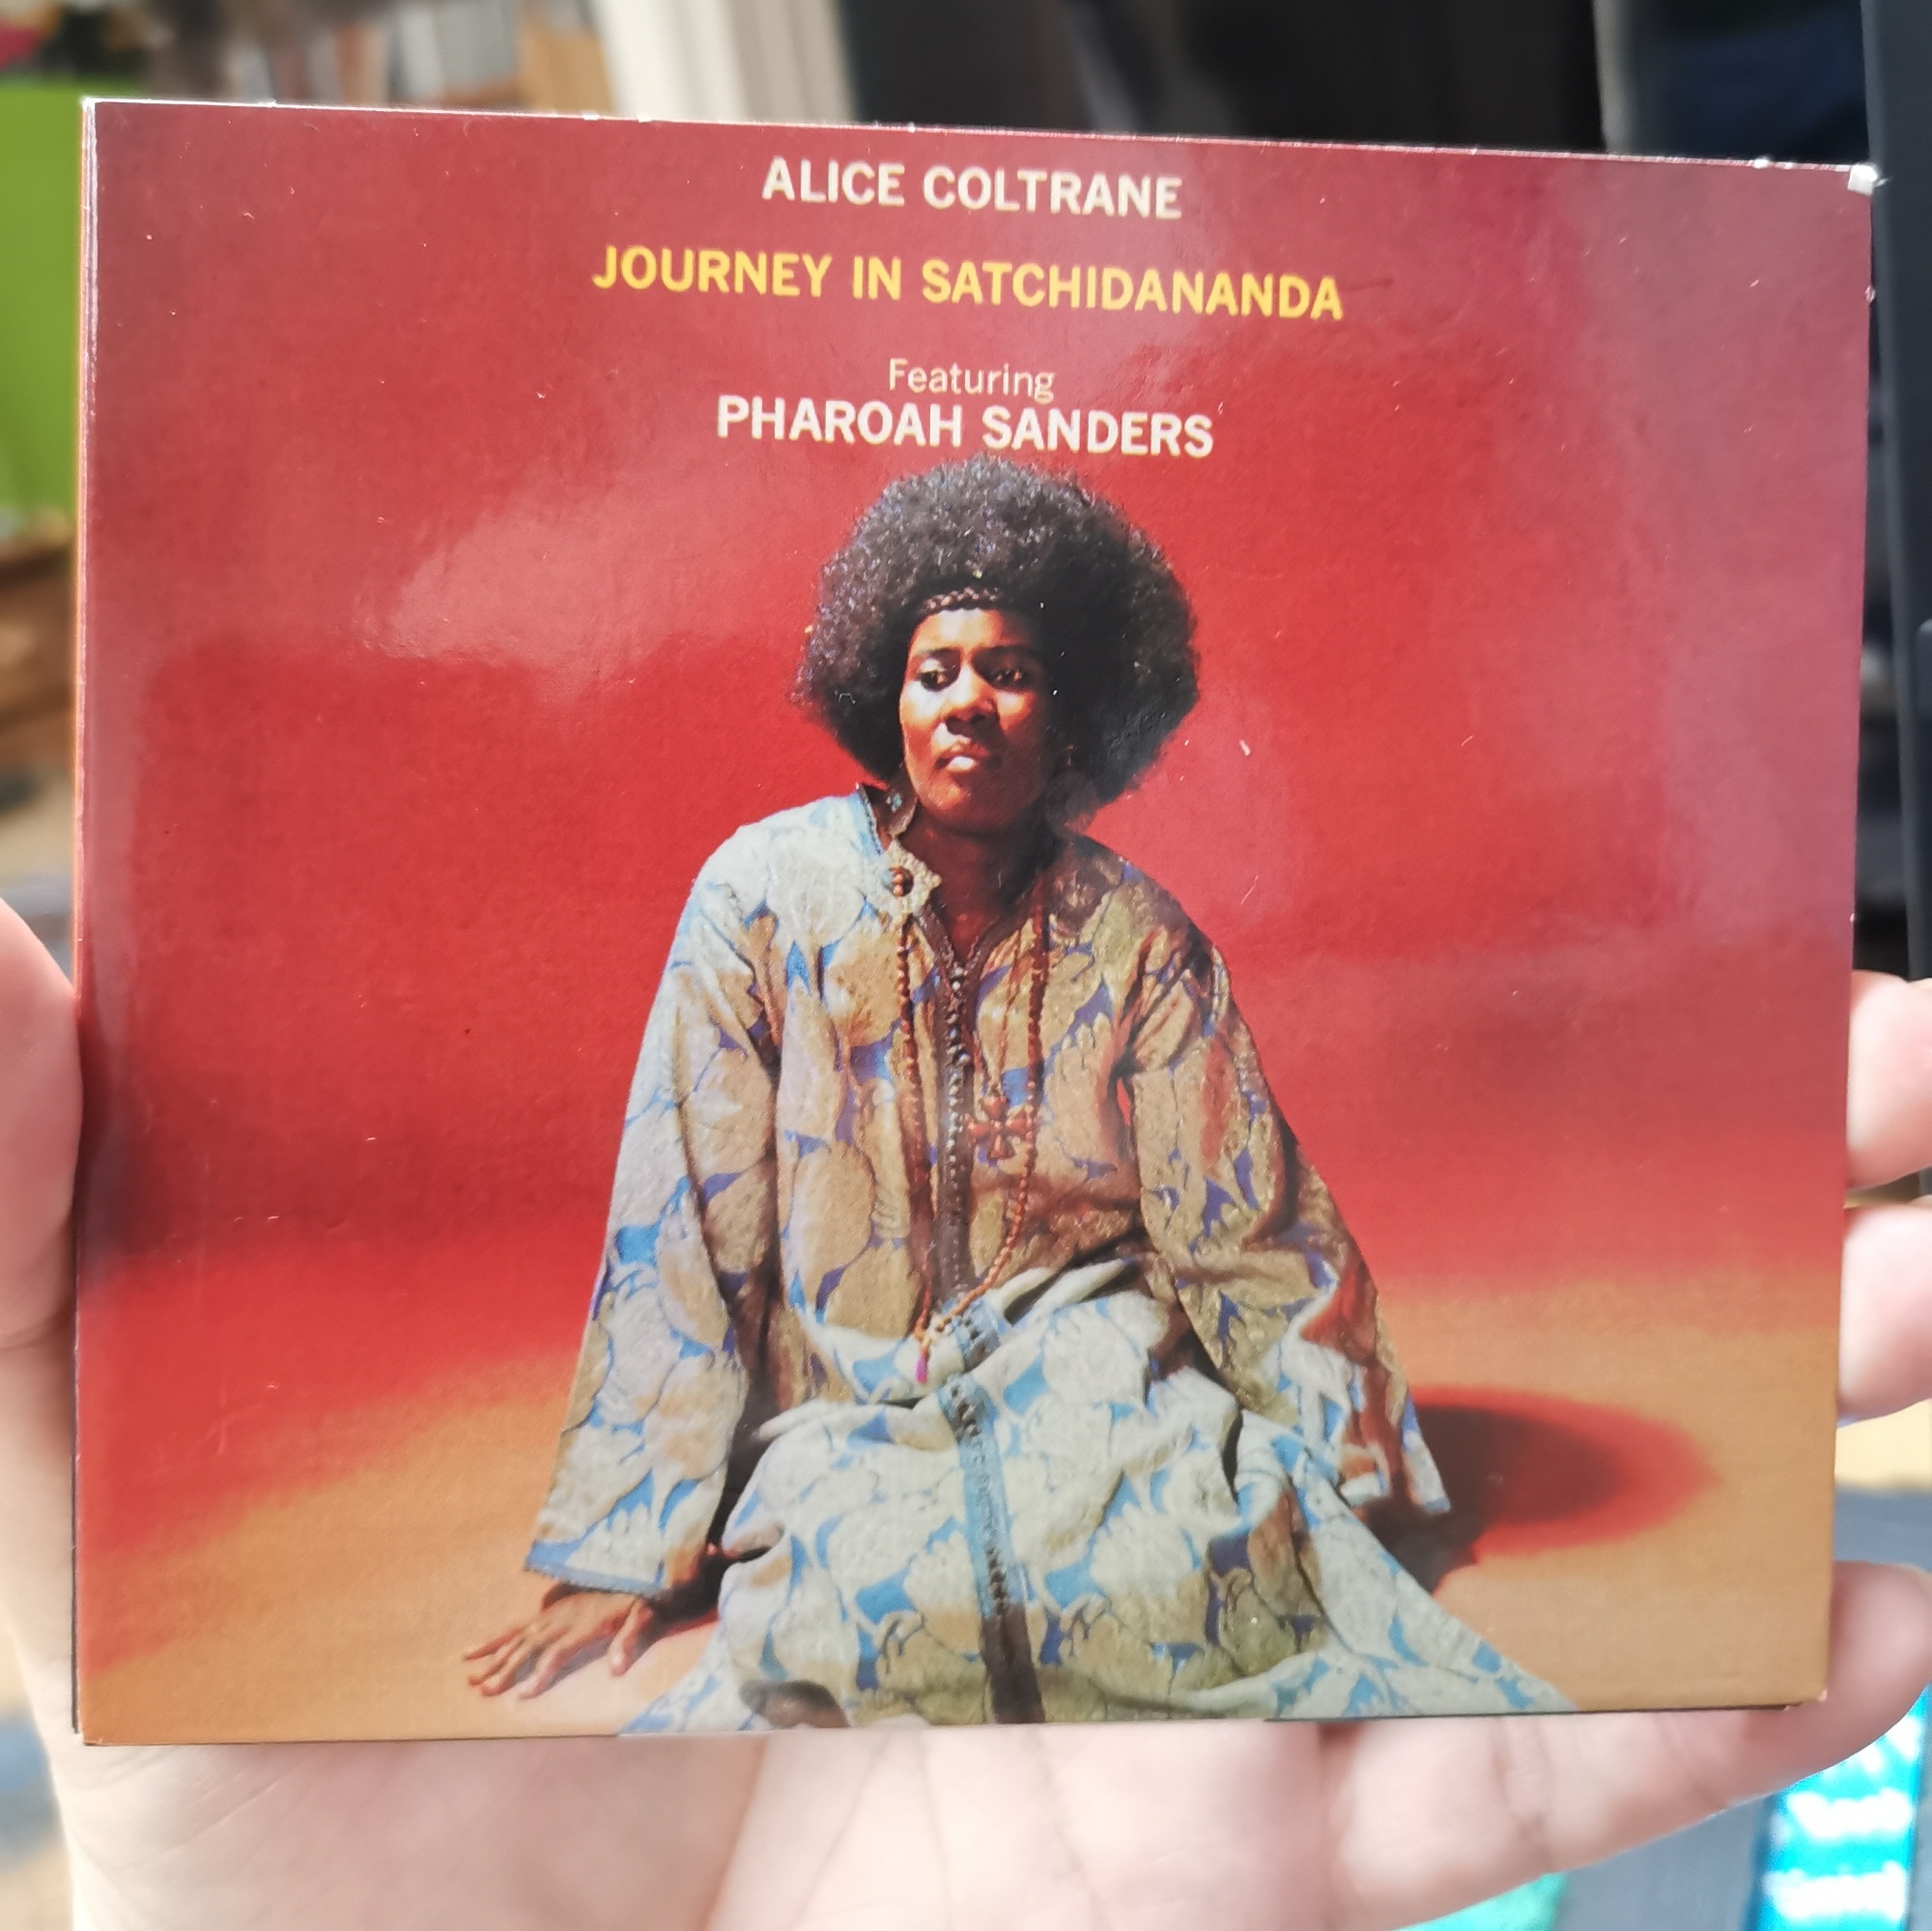 ALICE COLTRANE
JOURNEY IN SATCHIDANANDA
Featuring
PHAROAH SANDERS